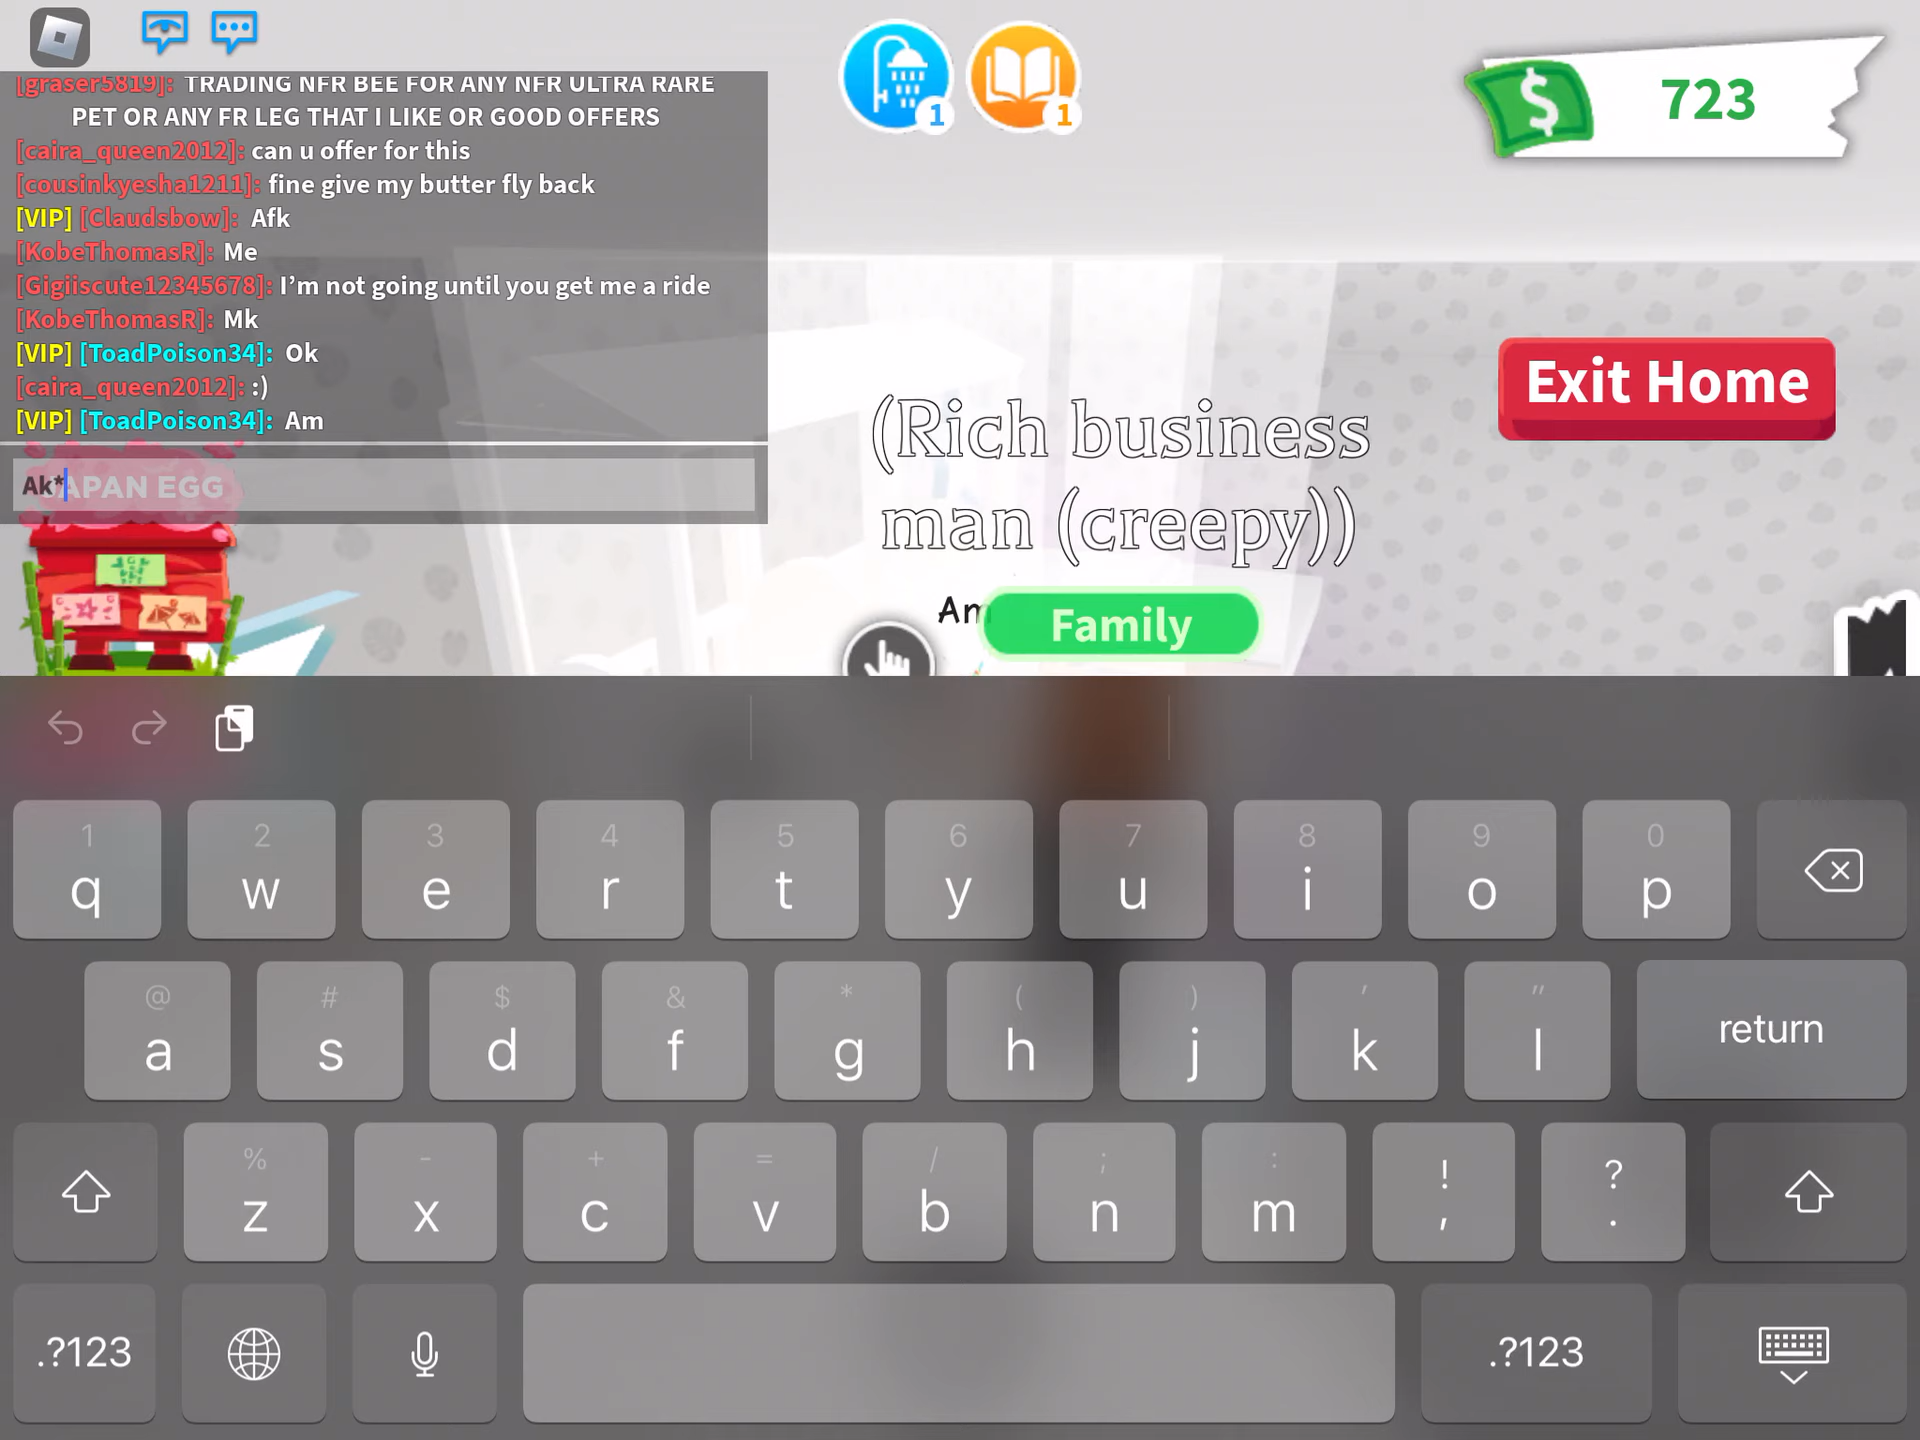 [graser5819]: TRADING NFR BEE FOR ANY NFR ULTRA RARE
PET OR ANY FR LEG THAT I LIKE OR GOOD OFFERS
[caira_queen2012]: can u offer for this
[cousinkyesha1211]: fine give my butter fly back
[VIP] [Claudsbow]: Afk
[KobeThomasR]: Me
[Gigiiscute12345678]: I'm not going until you get me a ride
[KobeThomasR]: Mk
[VIP] [ToadPoison34]: Ok
[caira_queen2012]: :)
[VIP] [ToadPoison34]: Am
Ak*
APAN EGG
1
1
723
Exit Home
(Rich business
man (creepy))
Am
Family
1 2 3 4 5 6 7 8 9 0
q w e r t y u i o p
@ # $ & * ( ) ' "
a s d f g h j k l return
% - + = / ; : ! ?
z x c v b n m , .
.?123 .?123